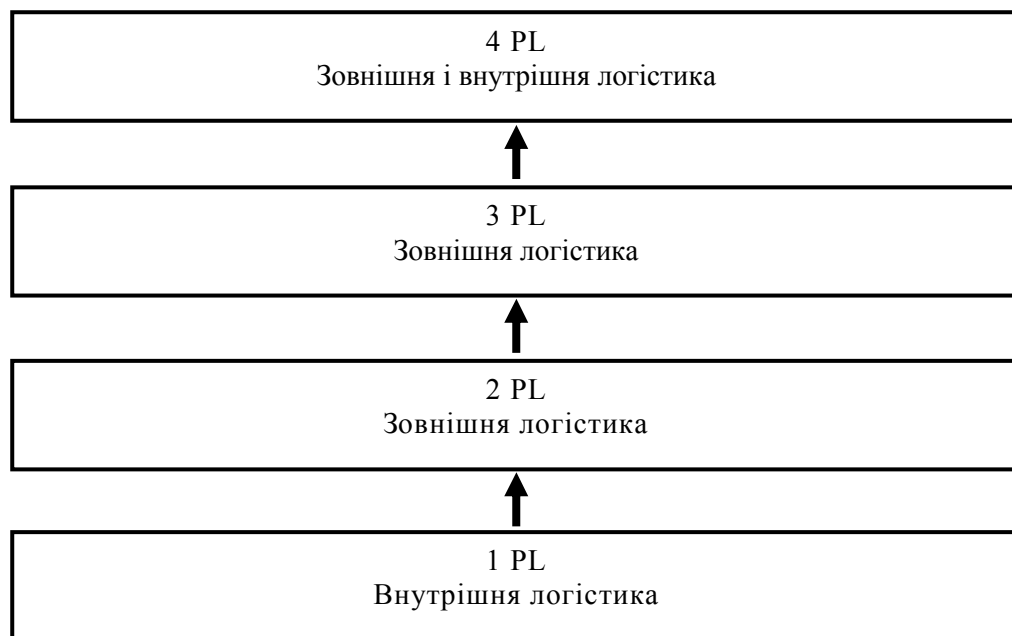 4 PL
Зовнішня і внутрішня логістика
3 PL
Зовнішня логістика
2 PL
Зовнішня логістика
1 PL
Внутрішня логістика